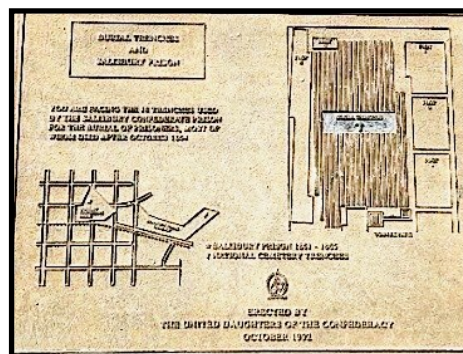 BURIAL TRENCHES
AND
SALISBURY PRISON
YOU ARE FACING THE 18 TRENCHES USED
BY THE SALISBURY CONFEDERATE PRISON
FOR THE BURIAL OF PRISONERS, MOST OF
WHOM DIED AFTER OCTOBER 1864
SALISBURY PRISON 1861 - 1865
NATIONAL CEMETERY TRENCHES
ERECTED BY
THE UNITED DAUGHTERS OF THE CONFEDERACY
OCTOBER 1992